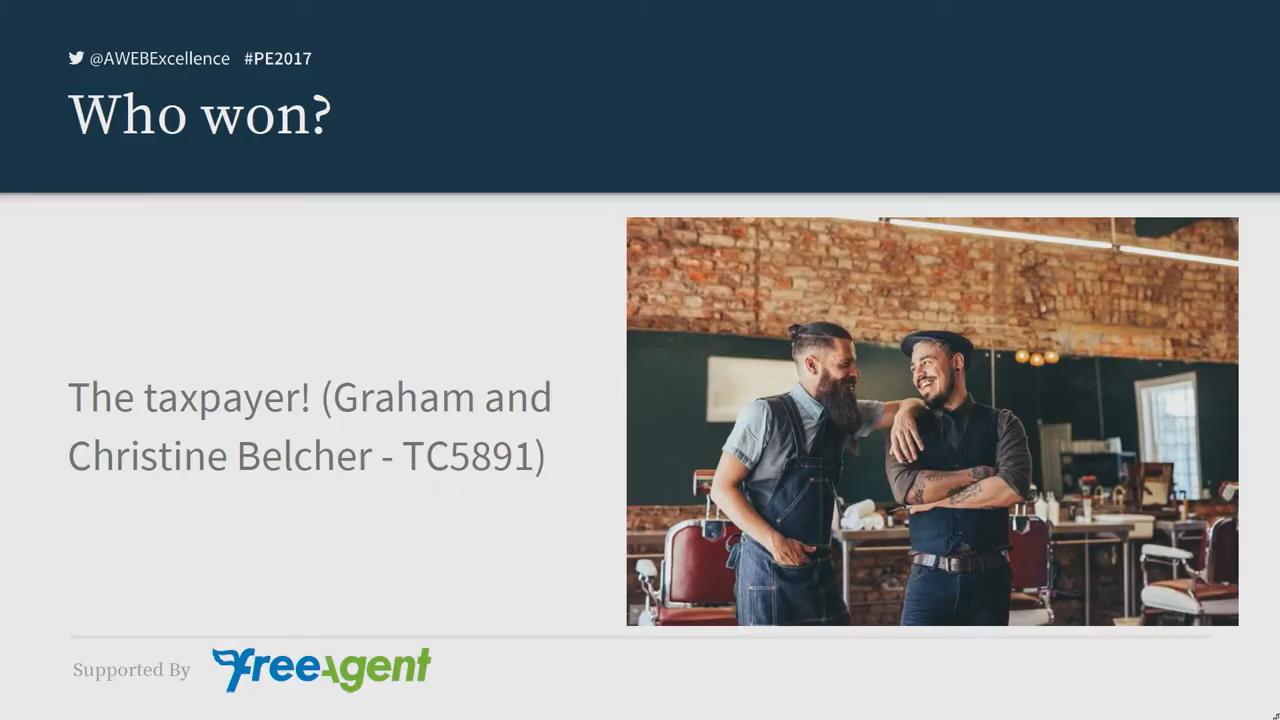 @AWEBExcellence #PE2017
Who won?
The taxpayer! (Graham and
Christine Belcher - TC5891)
Supported By freeAgent